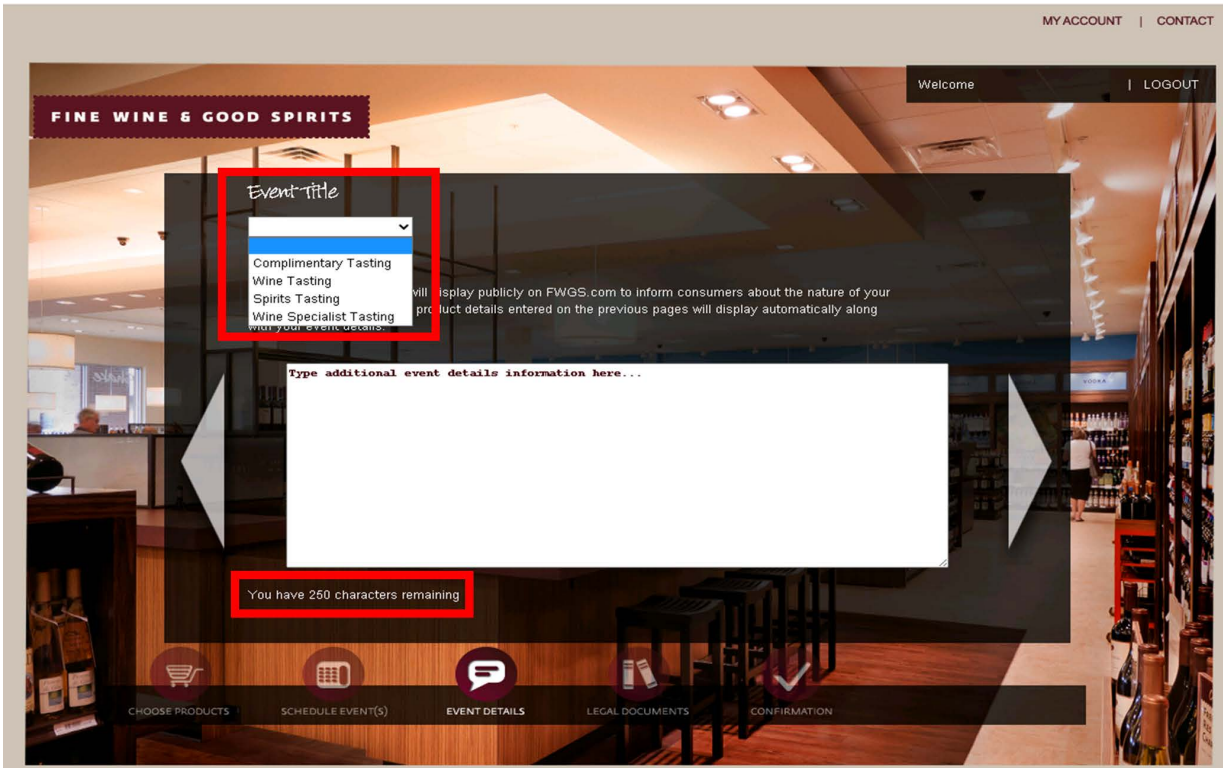 MY ACCOUNT | CONTACT
Welcome | LOGOUT
FINE WINE & GOOD SPIRITS
Event Title
Complimentary Tasting
Wine Tasting
Spirits Tasting
Wine Specialist Tasting
will display publicly on FWGS.com to inform consumers about the nature of your
product details entered on the previous pages will display automatically along
with your event details.
Type additional event details information here...
VODKA
You have 250 characters remaining
CHOOSE PRODUCTS SCHEDULE EVENT(S) EVENT DETAILS LEGAL DOCUMENTS CONFIRMATION